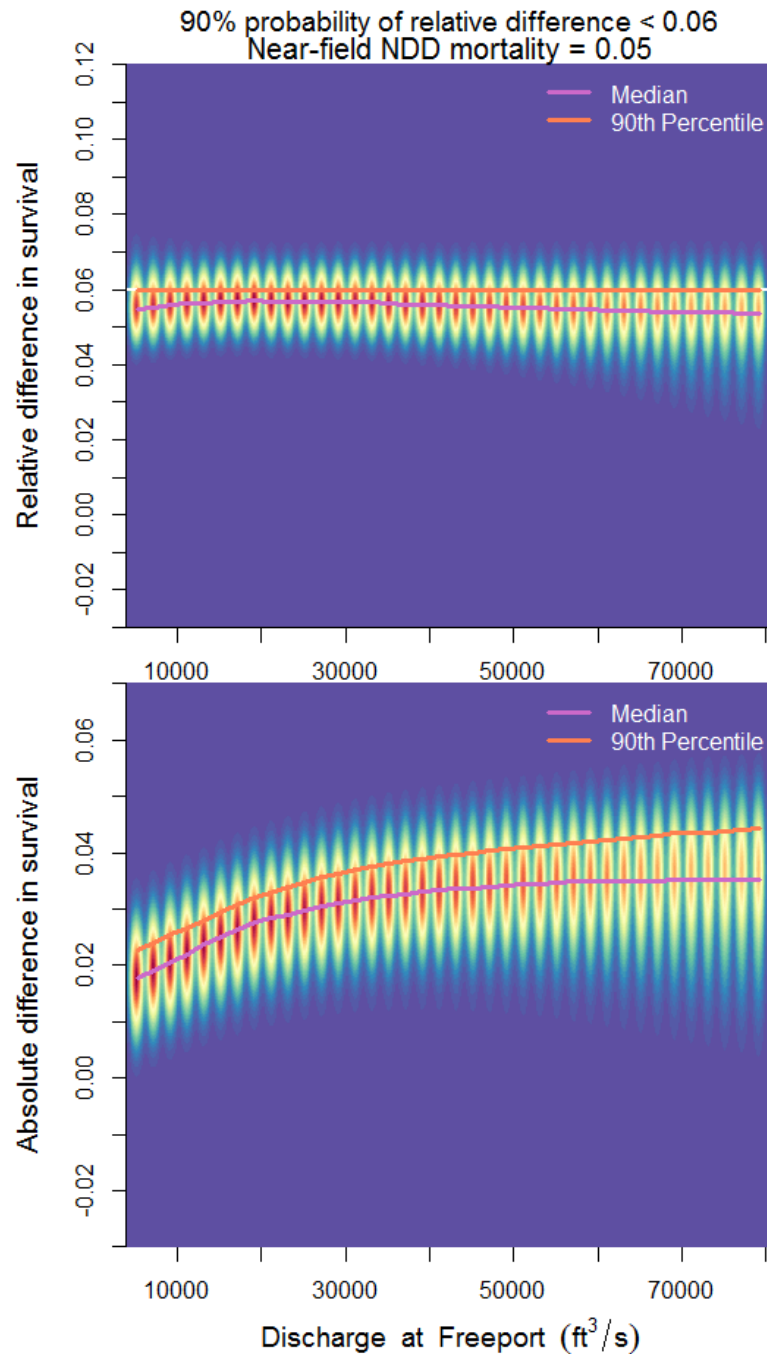 90% probability of relative difference < 0.06
Near-field NDD mortality = 0.05
Relative difference in survival
0.12
0.10
0.08
0.06
0.04
0.02
0.00
-0.02
Median
90th Percentile
10000 30000 50000 70000
Absolute difference in survival
0.06
0.04
0.02
0.00
-0.02
Median
90th Percentile
10000 30000 50000 70000
Discharge at Freeport (ft³/s)